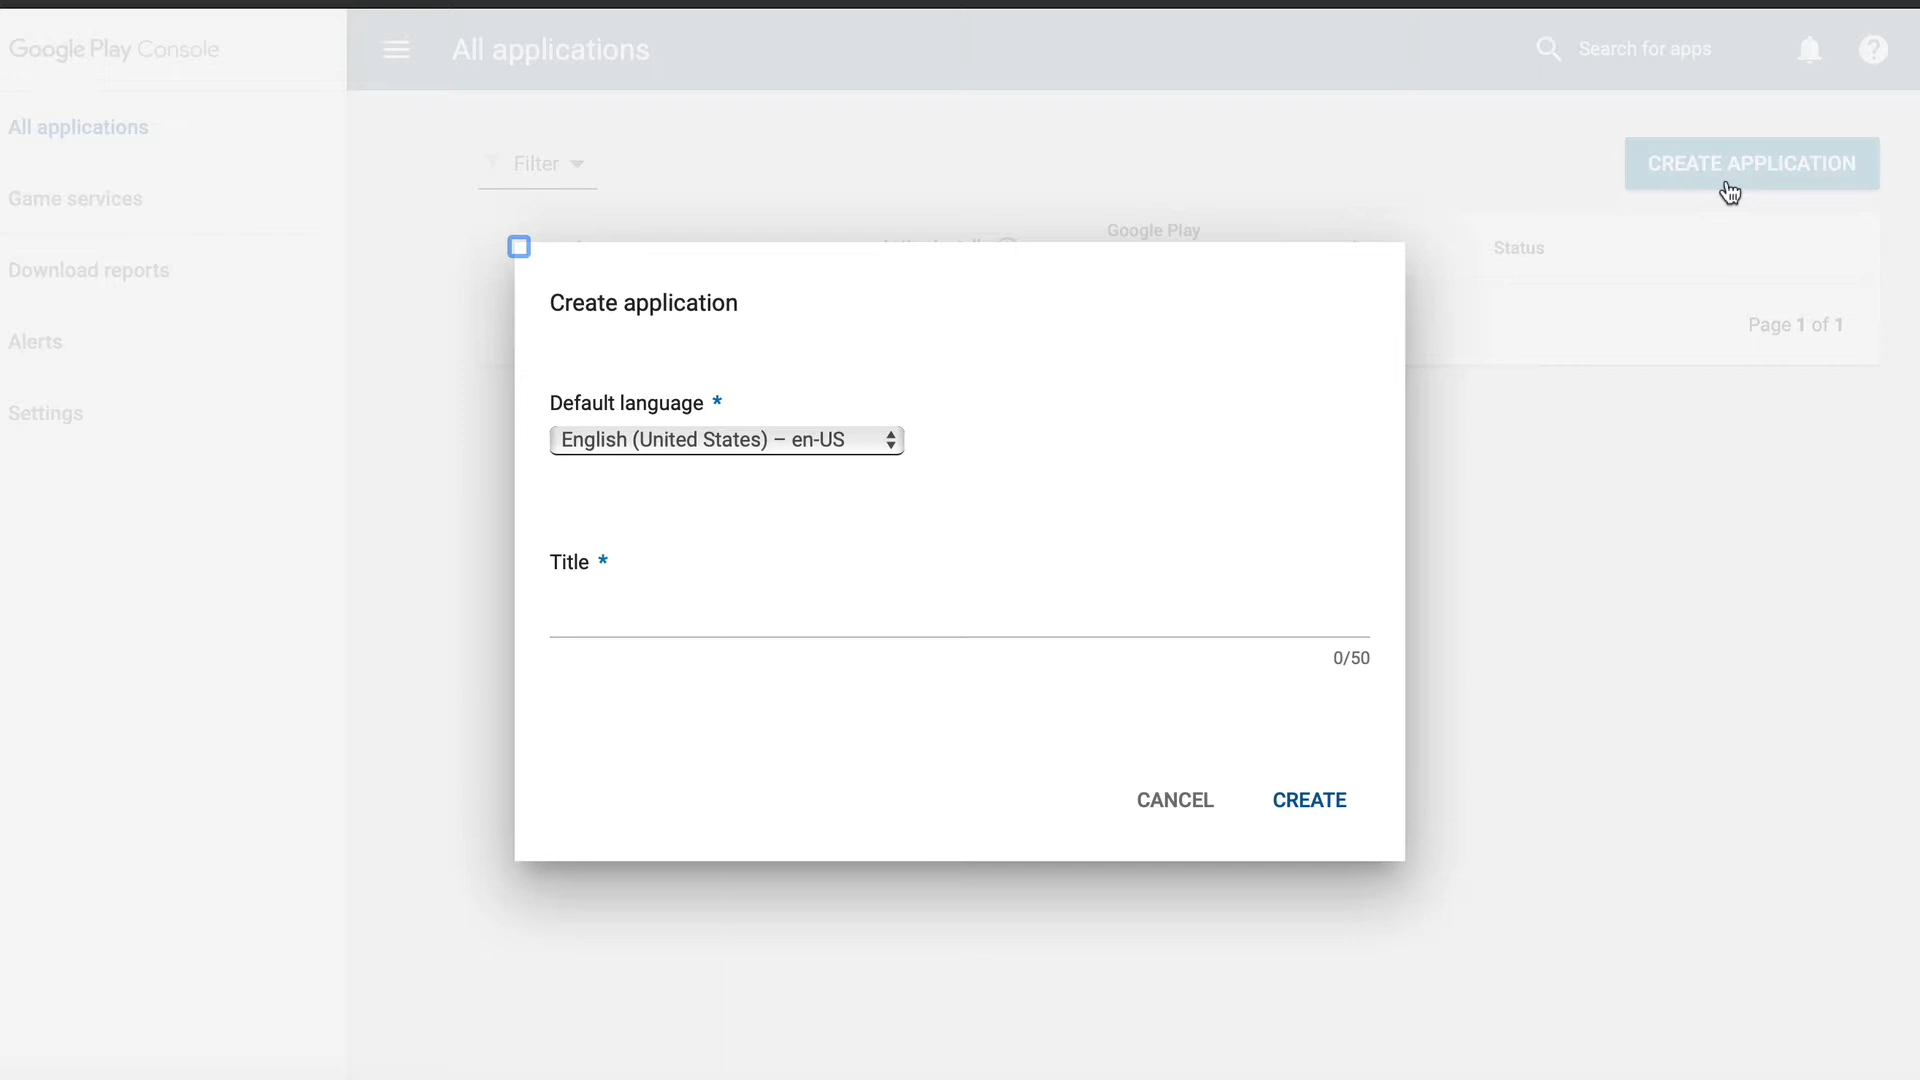 Google Play Console
All applications
Search for apps
All applications
Game services
Download reports
Alerts
Settings
Filter
CREATE APPLICATION
Google Play
Status
Page 1 of 1
Create application
Default language *
English (United States) – en-US
Title *
0/50
CANCEL
CREATE